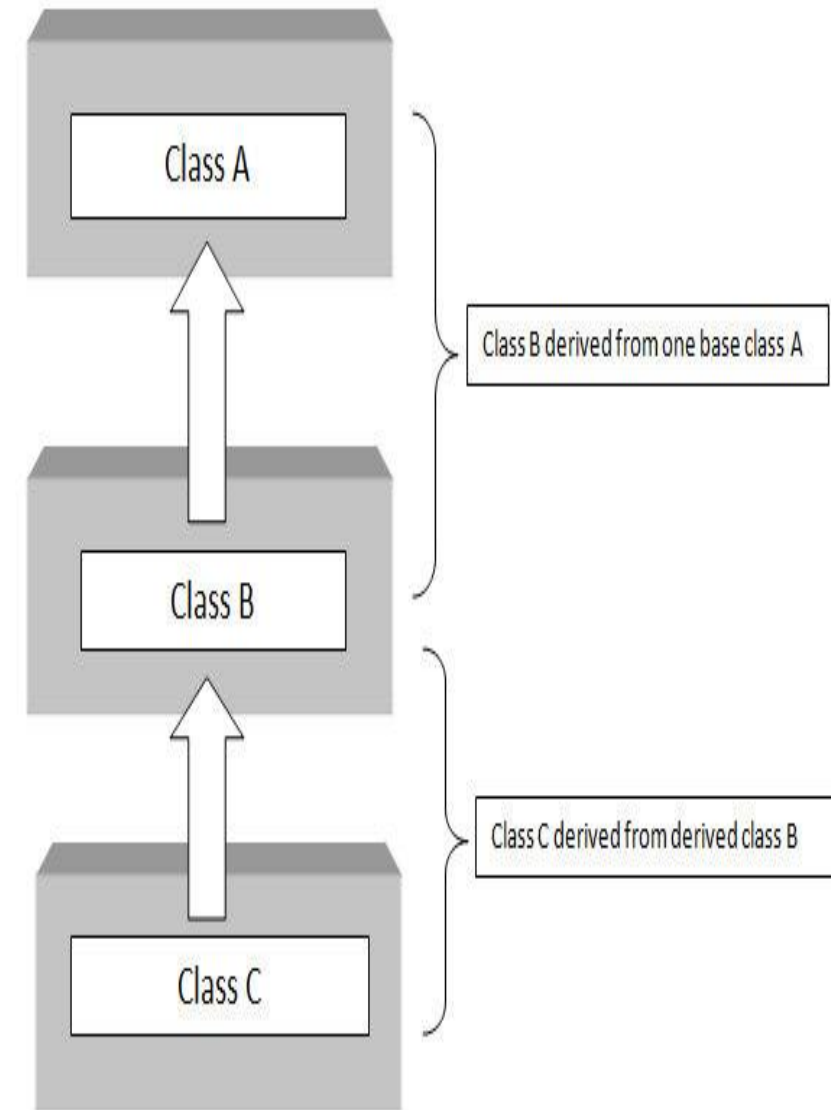 Class A
Class B derived from one base class A
Class B
Class C derived from derived class B
Class C